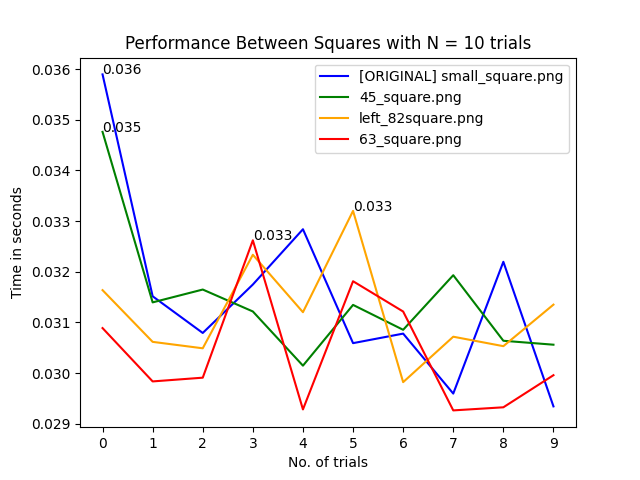 Performance Between Squares with N = 10 trials
0.036
0.035
0.034
0.033
0.032
0.031
0.030
0.029
Time in seconds
0.036
0.035
0.033
0.033
[ORIGINAL] small_square.png
45_square.png
left_82square.png
63_square.png
0 1 2 3 4 5 6 7 8 9
No. of trials